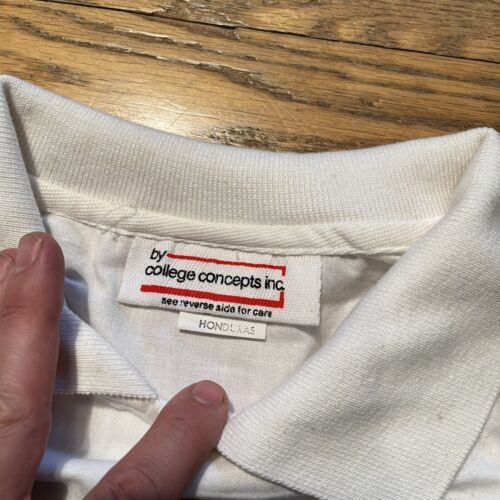 by
college concepts inc.
see reverse side for care
HONDURAS